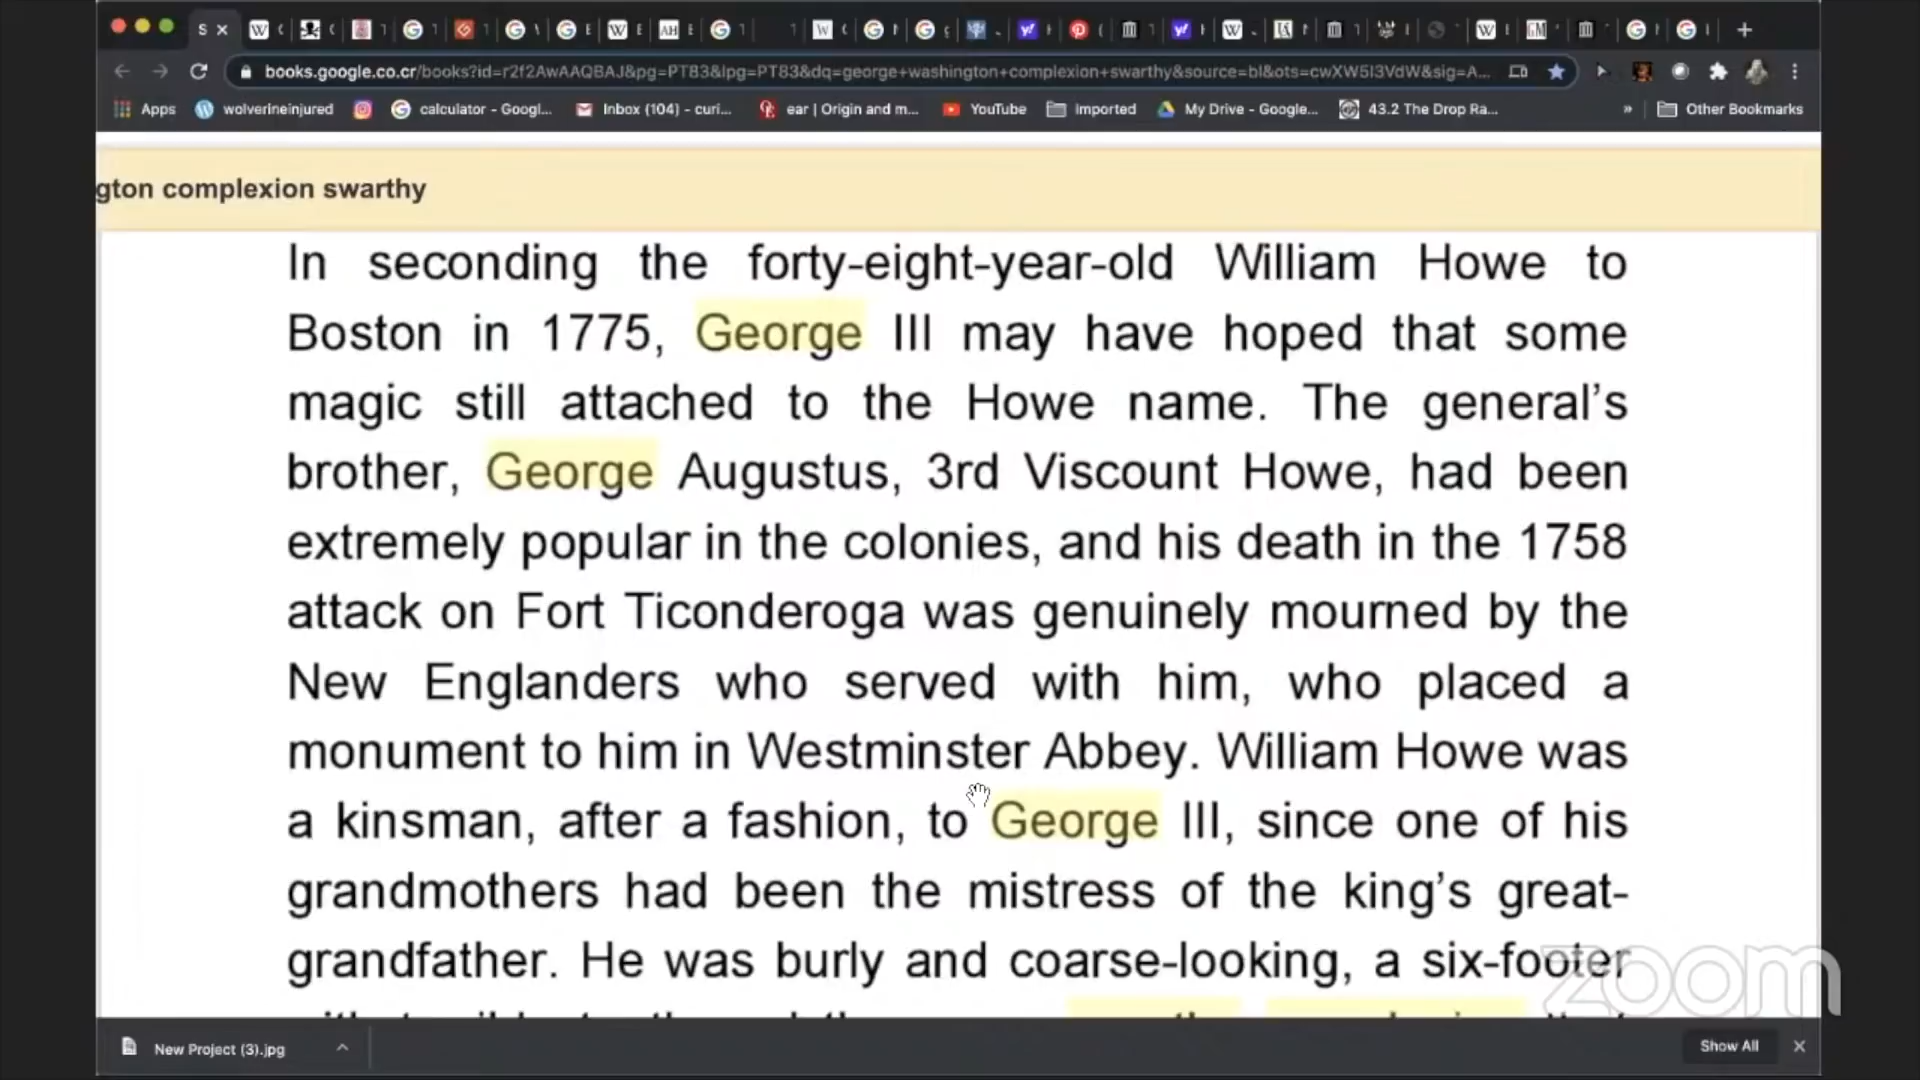 S
books.google.co.cr/books?id=r2f2AwAAQBAJ&pg=PT83&lpg=PT83&dq=george+washington+complexion+swarthy&source=bl&ots=cwXW5I3VdW&sig=A...
Apps wolverineinjured calculator - Googl... Inbox (104) - curi... ear | Origin and m... YouTube Imported My Drive - Google... 43.2 The Drop Ra... » Other Bookmarks
gton complexion swarthy
In seconding the forty-eight-year-old William Howe to
Boston in 1775, George III may have hoped that some
magic still attached to the Howe name. The general's
brother, George Augustus, 3rd Viscount Howe, had been
extremely popular in the colonies, and his death in the 1758
attack on Fort Ticonderoga was genuinely mourned by the
New Englanders who served with him, who placed a
monument to him in Westminster Abbey. William Howe was
a kinsman, after a fashion, to George III, since one of his
grandmothers had been the mistress of the king's great-
grandfather. He was burly and coarse-looking, a six-footer
zoom
New Project (3).jpg
Show All